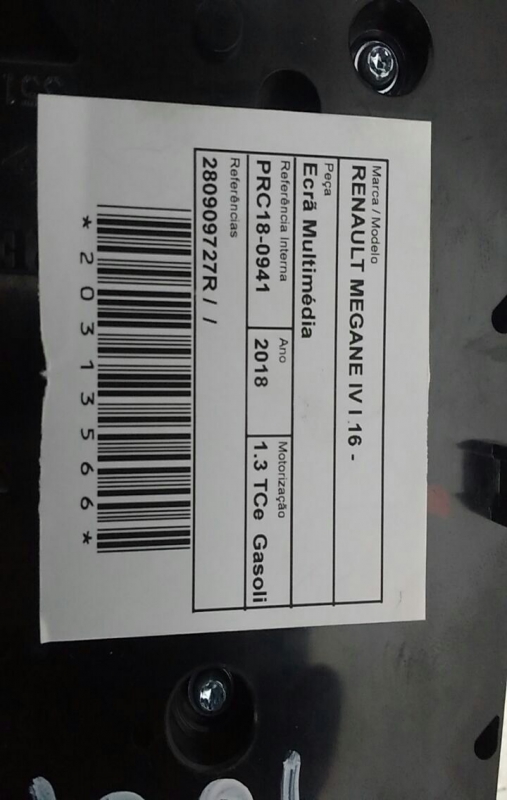 Marca / Modelo
RENAULT MEGANE IV | .16 -
Peça
Ecrã Multimédia
Referência Interna
PRC18-0941
Ano
2018
Motorização
1.3 TCe Gasoli
Referências
280909727R / /
* 2 0 3 1 3 5 6 6 *